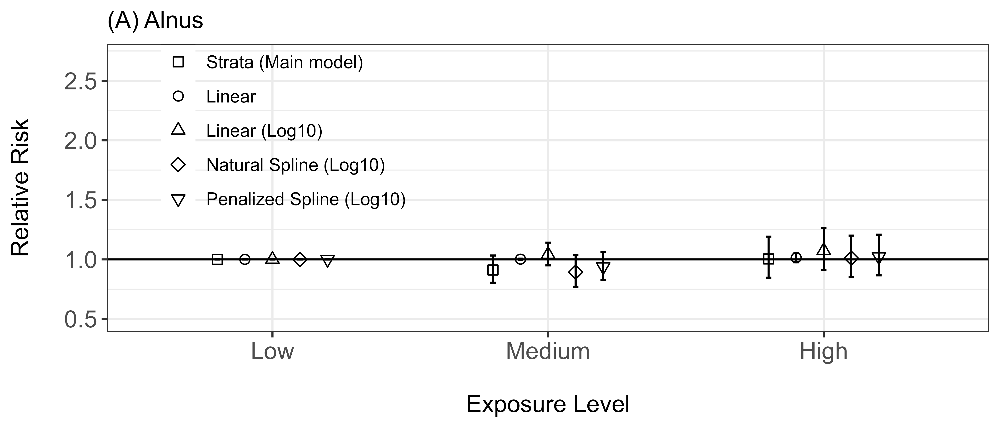 (A) Alnus
Strata (Main model)
Linear
Linear (Log10)
Natural Spline (Log10)
Penalized Spline (Log10)
Relative Risk
2.5
2.0
1.5
1.0
0.5
Low Medium High
Exposure Level